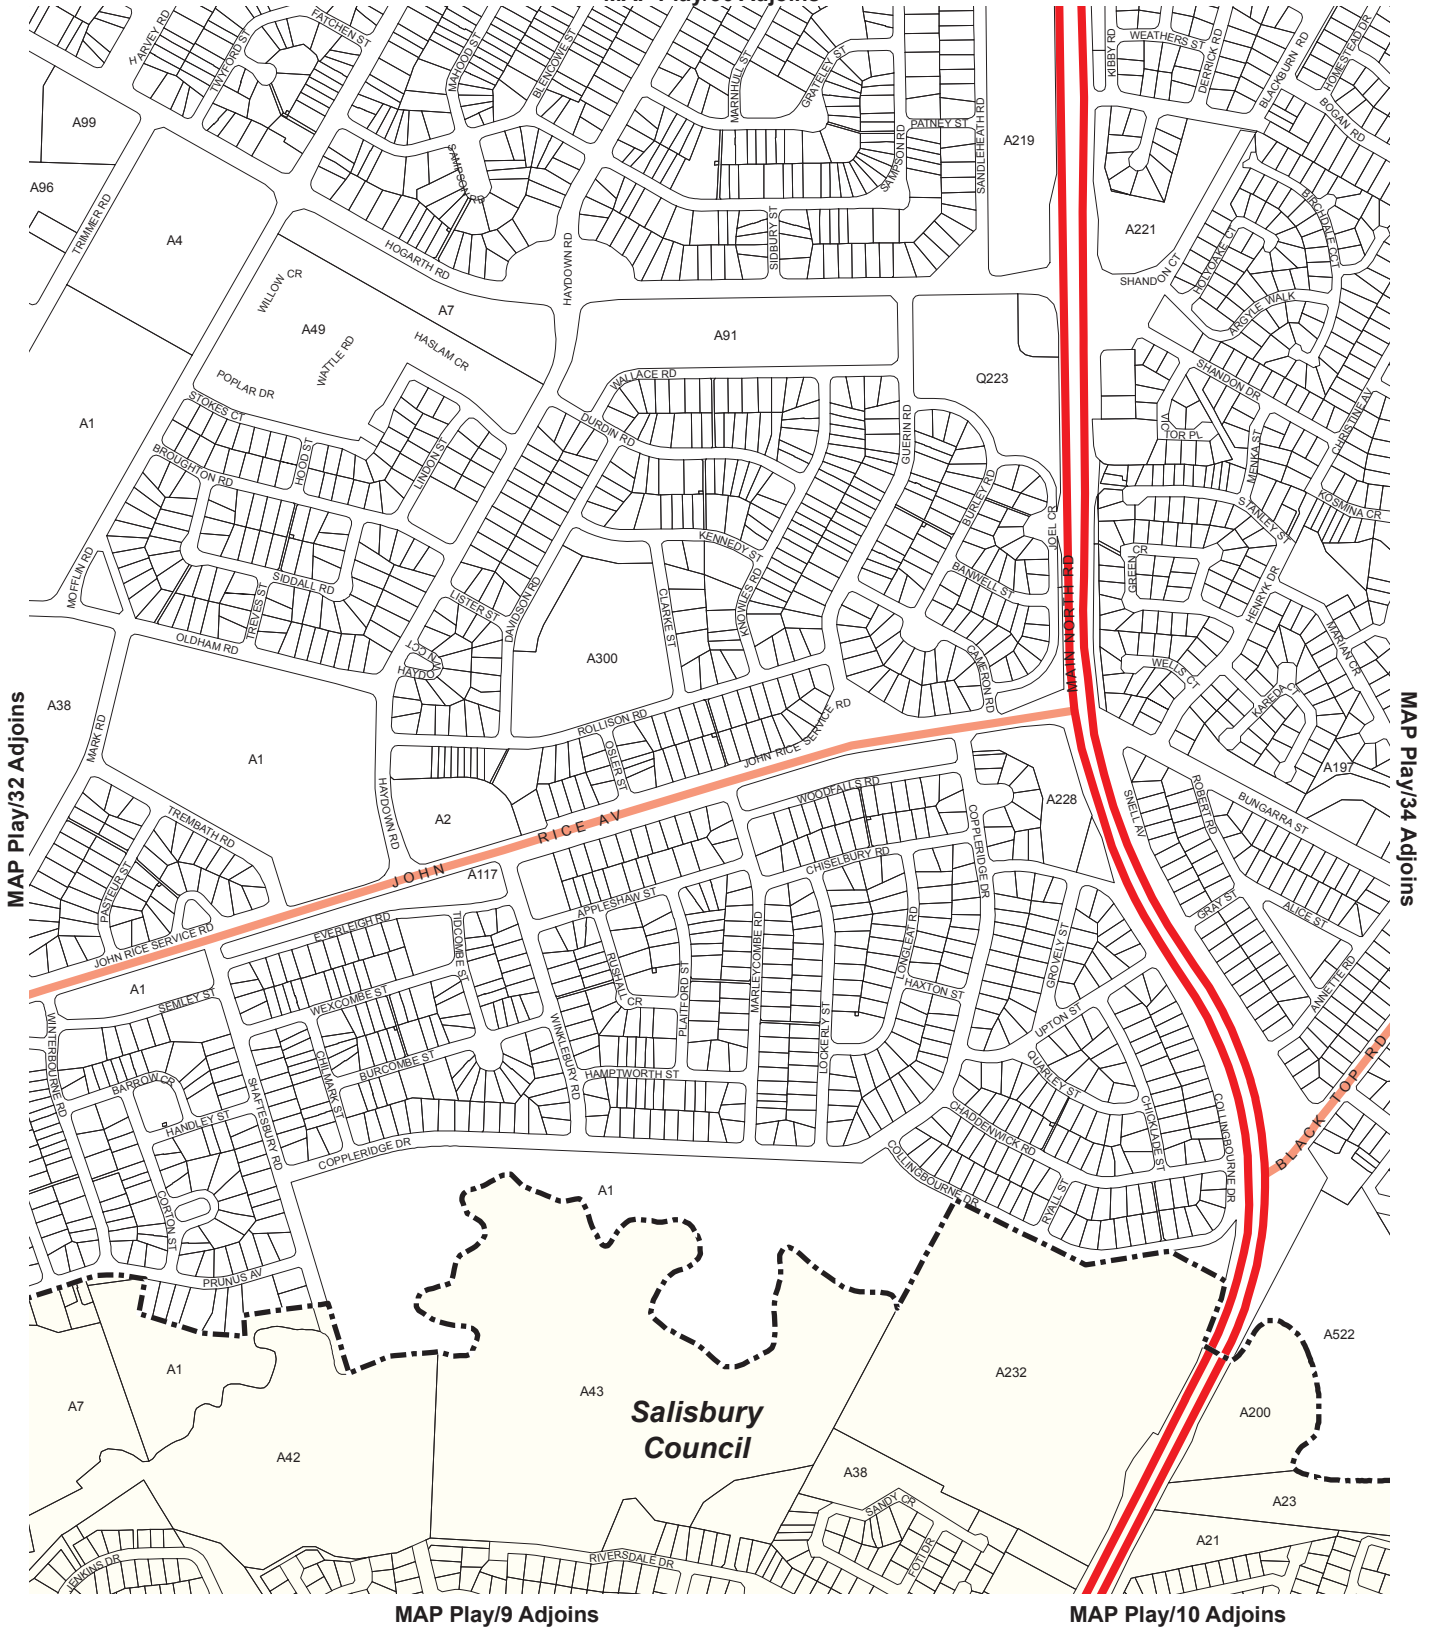 FATCHEN ST
HARVEY RD
TWYFORD ST
MAHOOD ST
BLENCOWE ST
MARNHULL ST
GRATELEY ST
KIBBY RD
WEATHERS ST
DERRICK RD
BLACKBURN RD
HOMESTEAD DR
BOGAN RD
A99
PATNEY ST
SANDLEHEATH RD
A219
SAMPSON RD
SAMPSON RD
A96
TRIMMER RD
A4
HOGARTH RD
HAYDOWN RD
SIDBURY ST
A221
BIRCHDALE CCT
HOLYOAKE CT
SHANDON CT
ARGYLE WALK
WILLOW CR
A7
A49
WATTLE RD
HASLAM CR
POPLAR DR
A91
Q223
WALLACE RD
SHANDON DR
CHRISTINE AV
STOKES CT
A1
DURDIN RD
GUERIN RD
VICTOR PL
MENKA ST
BROUGHTON RD
HOOD ST
LINDON ST
BURLEY RD
STANLEY ST
KOSMINA CR
JOEL CR
KENNEDY ST
GREEN CR
MOFFLIN RD
SIDDALL RD
BANWELL ST
MAIN NORTH RD
HENRYK DR
LISTER ST
DAVIDSON RD
CLARKE ST
KNOWLES RD
TREVES ST
OLDHAM RD
HAYDOWN CCT
A300
CAMERON RD
MARIAN CR
WELLS CT
KAREDA CT
MAP Play/32 Adjoins
A38
MARK RD
ROLLISON RD
JOHN RICE SERVICE RD
OSLER ST
MAP Play/34 Adjoins
A1
A197
HAYDOWN RD
WOODFALLS RD
A228
SNELL AV
ROBERT RD
BUNGARRA ST
TREMBATH RD
A2
JOHN RICE AV
COPPLERIDGE DR
CHISELBURY RD
A117
PASTEUR ST
APPLESHAW ST
GRAY ST
ALICE ST
JOHN RICE SERVICE RD
EVERLEIGH RD
TIDCOMBE ST
MARLEYCOMBE RD
LONGLEAT RD
GROVELY ST
ANNETTE RD
A1
SEMLEY ST
WEXCOMBE ST
RUSHALL CR
PLAITFORD ST
HAXTON ST
UPTON ST
WINTERBOURNE RD
WINKLEBURY RD
LOCKERLY ST
BLACK TOP RD
BARROW CR
CHILMARK ST
BURCOMBE ST
HAMPTWORTH ST
QUARLEY ST
HANDLEY ST
SHAFTESBURY RD
CHADDENWICK RD
CHICKLADE ST
COLLINGBOURNE DR
COPPLERIDGE DR
COLLINGBOURNE DR
RYALL ST
CORTON ST
A1
PRUNUS AV
A522
A1
A7
A43
A232
Salisbury
Council
A200
A42
A38
SANDY CR
A23
A21
FOTI DR
JENKINS DR
RIVERSDALE DR
MAP Play/9 Adjoins
MAP Play/10 Adjoins